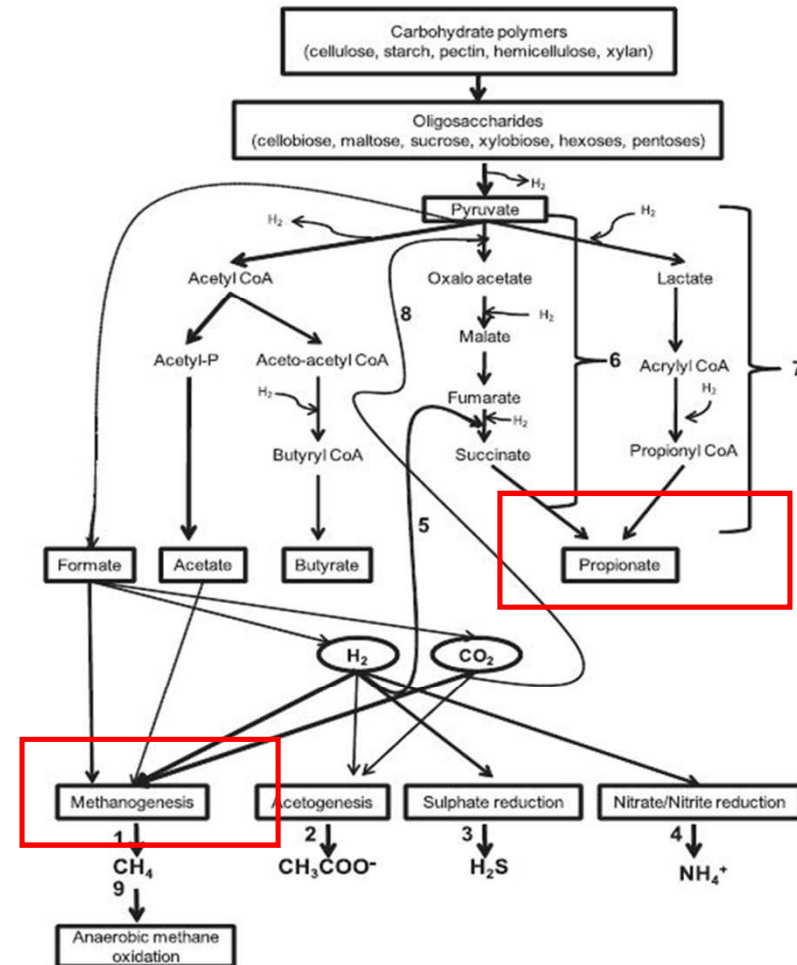 Carbohydrate polymers
(cellulose, starch, pectin, hemicellulose, xylan)
Oligosaccharides
(cellobiose, maltose, sucrose, xylobiose, hexoses, pentoses)
H₂
Pyruvate
H₂
H₂
Acetyl CoA
Oxalo acetate
Lactate
8
H₂
Malate
Acetyl-P
Aceto-acetyl CoA
6
Acrylyl CoA
7
H₂
H₂
Fumarate
H₂
Butyryl CoA
Succinate
Propionyl CoA
5
Formate
Acetate
Butyrate
Propionate
H₂
CO₂
Methanogenesis
Acetogenesis
Sulphate reduction
Nitrate/Nitrite reduction
1
2
3
4
CH₄
CH₃COO⁻
H₂S
NH₄⁺
9
Anaerobic methane
oxidation